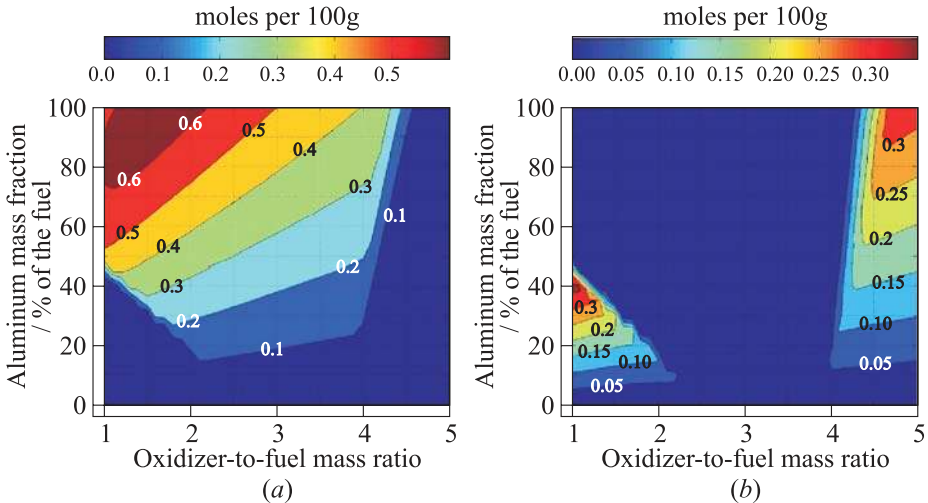 moles per 100g
0.0 0.1 0.2 0.3 0.4 0.5
Aluminum mass fraction
/ % of the fuel
100
80
60
40
20
0
0.6
0.5
0.4
0.6
0.3
0.5
0.4
0.1
0.3
0.2
0.2
0.1
1 2 3 4 5
Oxidizer-to-fuel mass ratio
(a)
moles per 100g
0.00 0.05 0.10 0.15 0.20 0.25 0.30
Aluminum mass fraction
/ % of the fuel
100
80
60
40
20
0
0.3
0.25
0.2
0.15
0.10
0.05
0.3
0.2
0.15
0.10
0.05
1 2 3 4 5
Oxidizer-to-fuel mass ratio
(b)